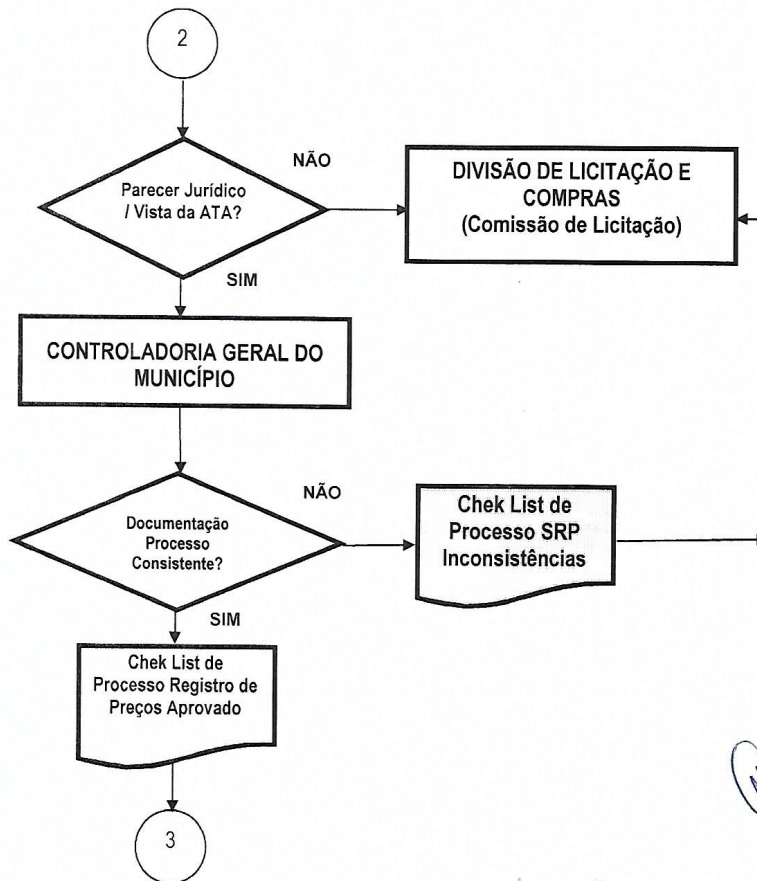 2
NÃO
Parecer Jurídico
/ Vista da ATA?
DIVISÃO DE LICITAÇÃO E
COMPRAS
(Comissão de Licitação)
SIM
CONTROLADORIA GERAL DO
MUNICÍPIO
NÃO
Documentação
Processo
Consistente?
Chek List de
Processo SRP
Inconsistências
SIM
Chek List de
Processo Registro de
Preços Aprovado
3